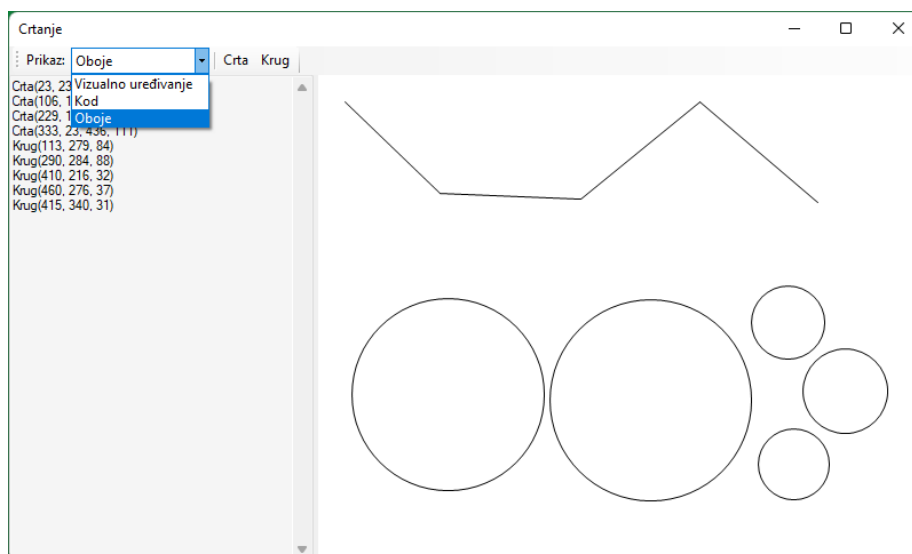 Crtanje
Prikaz: Oboje Crta Krug
Vizualno uređivanje
Kod
Oboje
Crta(23, 23
Crta(106, 1
Crta(229, 1
Crta(333, 23, 436, 111)
Krug(113, 279, 84)
Krug(290, 284, 88)
Krug(410, 216, 32)
Krug(460, 276, 37)
Krug(415, 340, 31)